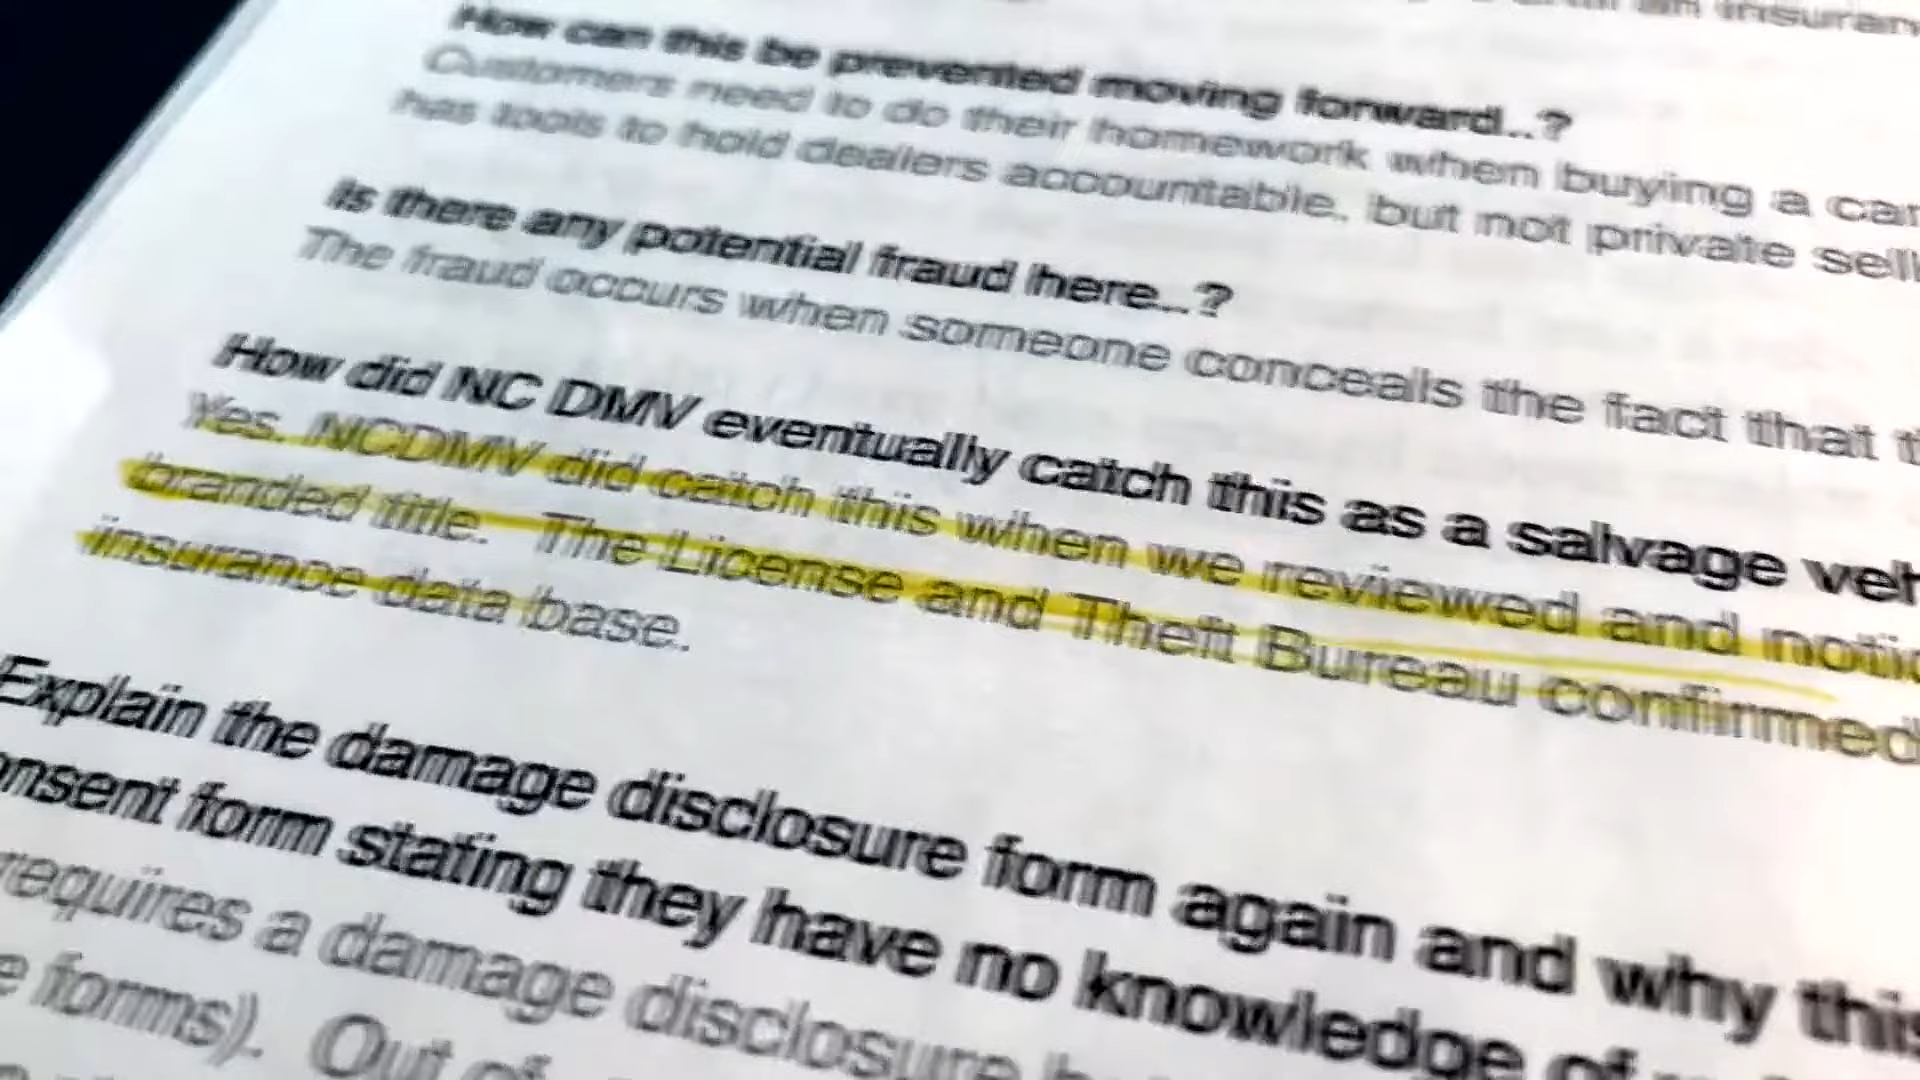 insuran
How can this be prevented moving forward..?
Customers need to do their homework when buying a car
has tools to hold dealers accountable, but not private sell
Is there any potential fraud here...?
The fraud occurs when someone conceals the fact that t
How did NC DMV eventually catch this as a salvage veh
Yes. NCDMV did catch this when we reviewed and notic
branded title. The License and Theft Bureau confirmed
insurance data base.
Explain the damage disclosure form again and why this
onsent form stating they have no knowledge of
requires a damage disclosure
e forms). Out of